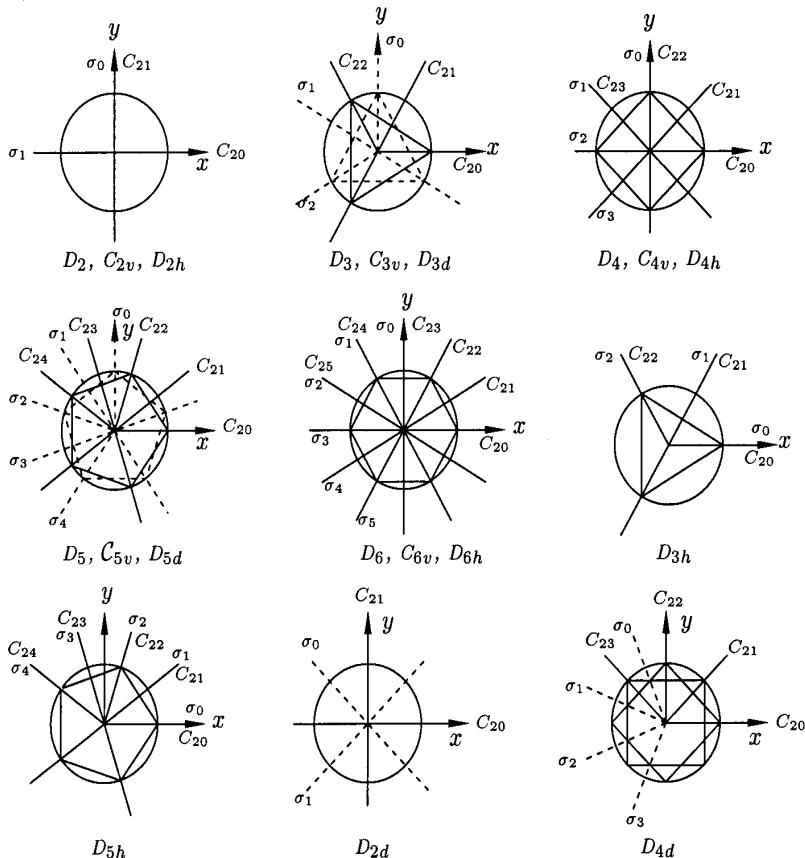 y
σ₀ C₂₁
σ₁ x C₂₀
D₂, C₂ᵥ, D₂ₕ
y
σ₀
C₂₂ C₂₁
σ₁
x
C₂₀
σ₂
D₃, C₃ᵥ, D₃d
y
σ₀ C₂₂
σ₁ C₂₃ C₂₁
σ₂ x
C₂₀
σ₃
D₄, C₄ᵥ, D₄ₕ
σ₀
C₂₃ y C₂₂
σ₁
C₂₄ C₂₁
σ₂
x C₂₀
σ₃
σ₄
D₅, C₅ᵥ, D₅d
y
C₂₄ σ₀ C₂₃
σ₁ C₂₂
C₂₅
σ₂ C₂₁
σ₃ x
C₂₀
σ₄
σ₅
D₆, C₆ᵥ, D₆ₕ
σ₂ C₂₂ σ₁ C₂₁
σ₀
x
C₂₀
D₃ₕ
y
C₂₃ σ₂
σ₃ C₂₂
C₂₄ σ₁
σ₄ C₂₁
σ₀
x
C₂₀
D₅ₕ
C₂₁
y
σ₀
C₂₀
x
σ₁
D₂d
C₂₂
σ₀ y
C₂₃ C₂₁
σ₁
C₂₀
x
σ₂
σ₃
D₄d